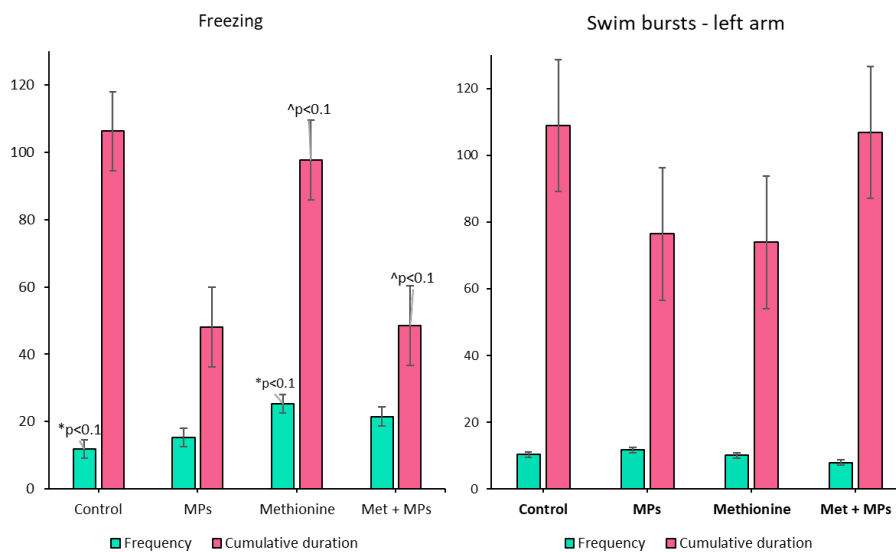 Freezing
120
100
80
60
40
20
0
*p<0.1
*p<0.1
^p<0.1
^p<0.1
Control MPs Methionine Met + MPs
Frequency Cumulative duration
Swim bursts - left arm
120
100
80
60
40
20
0
Control MPs Methionine Met + MPs
Frequency Cumulative duration